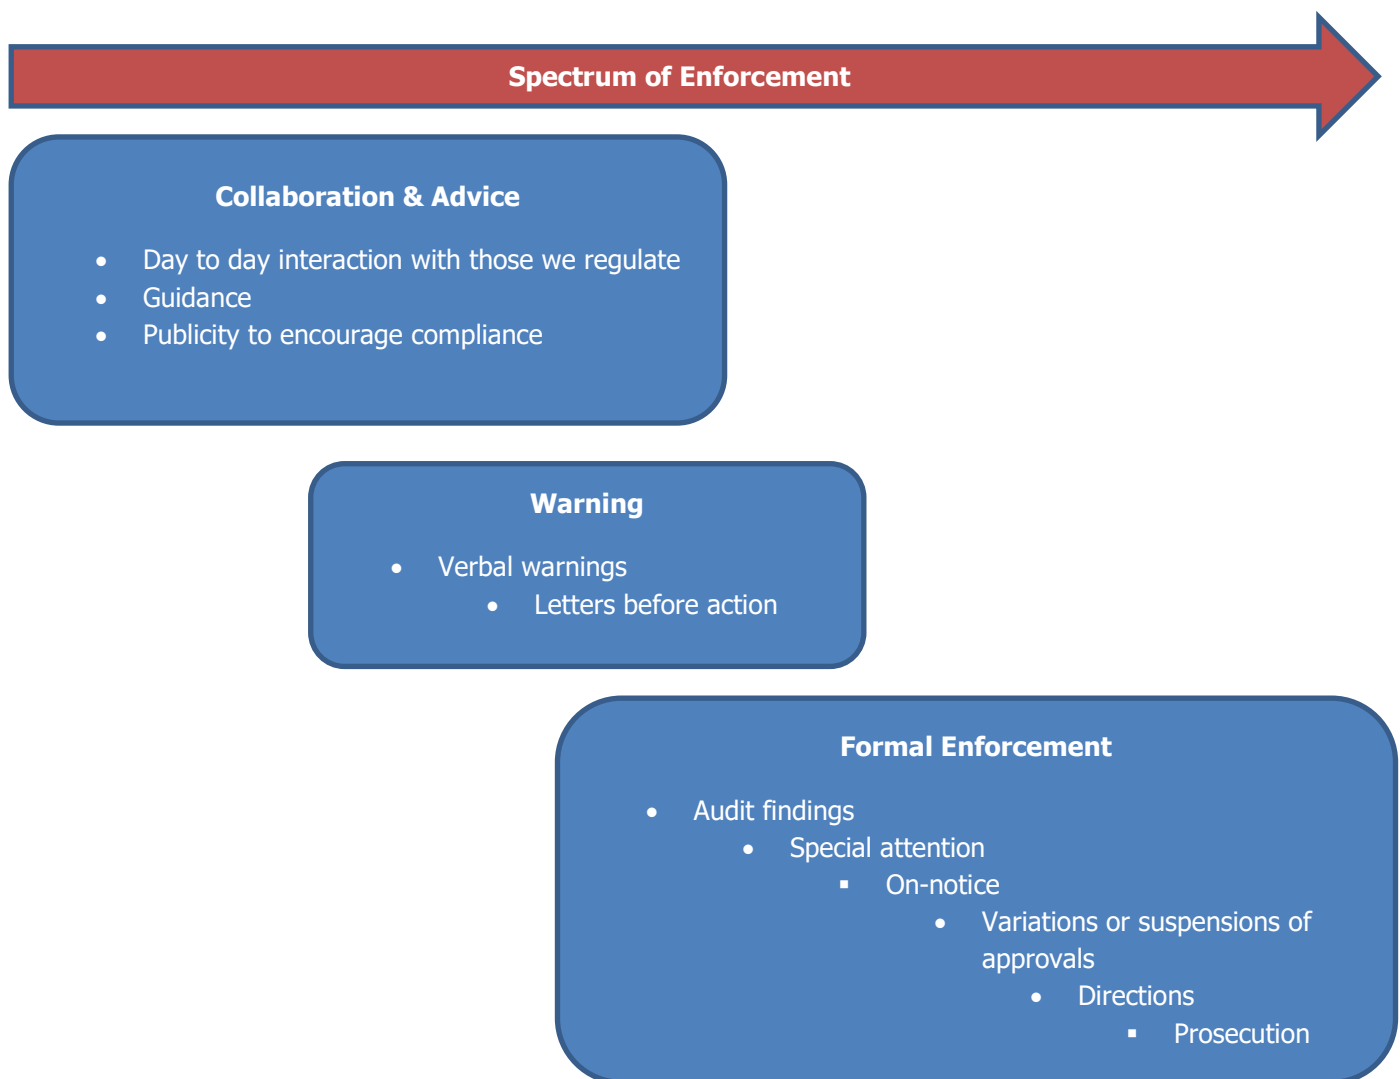 Spectrum of Enforcement
Collaboration & Advice
• Day to day interaction with those we regulate
• Guidance
• Publicity to encourage compliance
Warning
• Verbal warnings
• Letters before action
Formal Enforcement
• Audit findings
• Special attention
▪ On-notice
• Variations or suspensions of
approvals
• Directions
▪ Prosecution